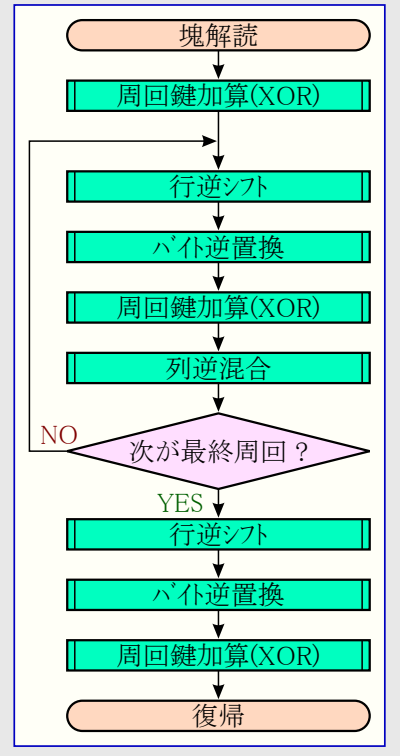 塊解読
周回鍵加算(XOR)
行逆シフト
バイト逆置換
周回鍵加算(XOR)
列逆混合
NO
次が最終周回?
YES
行逆シフト
バイト逆置換
周回鍵加算(XOR)
復帰